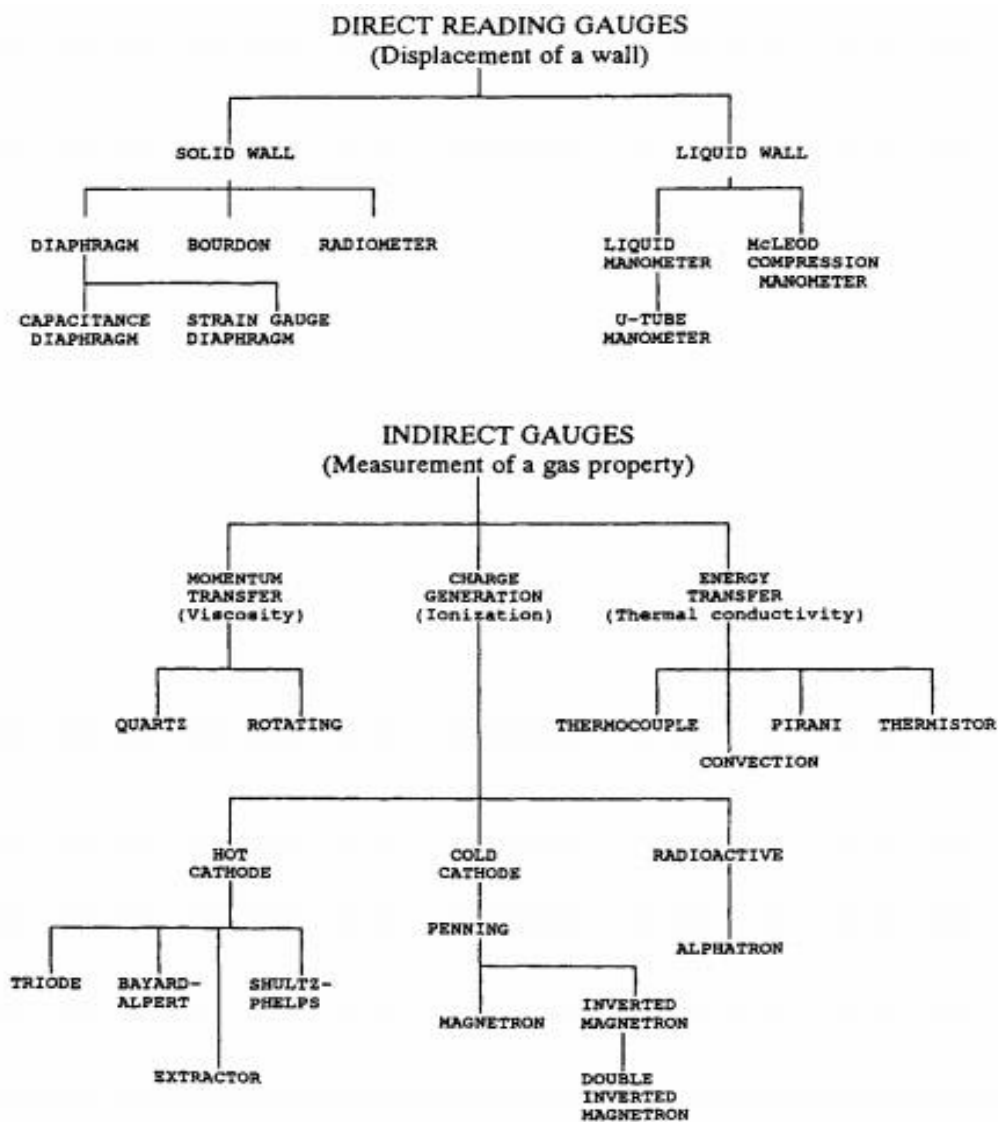 DIRECT READING GAUGES
(Displacement of a wall)
SOLID WALL
LIQUID WALL
DIAPHRAGM
BOURDON
RADIOMETER
LIQUID
MANOMETER
McLEOD
COMPRESSION
MANOMETER
CAPACITANCE
DIAPHRAGM
STRAIN GAUGE
DIAPHRAGM
U-TUBE
MANOMETER
INDIRECT GAUGES
(Measurement of a gas property)
MOMENTUM
TRANSFER
(Viscosity)
CHARGE
GENERATION
(Ionization)
ENERGY
TRANSFER
(Thermal conductivity)
QUARTZ
ROTATING
THERMOCOUPLE
PIRANI
THERMISTOR
CONVECTION
HOT
CATHODE
COLD
CATHODE
RADIOACTIVE
PENNING
ALPHATRON
TRIODE
BAYARD-
ALPERT
SHULTZ-
PHELPS
MAGNETRON
INVERTED
MAGNETRON
EXTRACTOR
DOUBLE
INVERTED
MAGNETRON